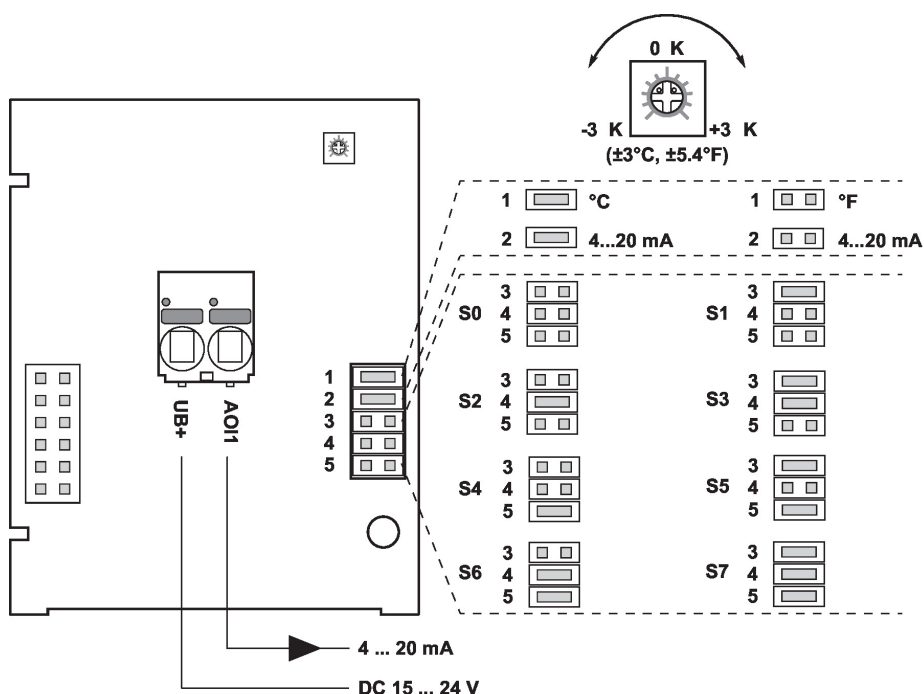 0 K
-3 K +3 K
(±3°C, ±5.4°F)
1 °C 1 °F
2 4...20 mA 2 4...20 mA
S0 3 4 5
S1 3 4 5
S2 3 4 5
S3 3 4 5
S4 3 4 5
S5 3 4 5
S6 3 4 5
S7 3 4 5
1
2
3
4
5
UB+
AOI1
4 ... 20 mA
DC 15 ... 24 V